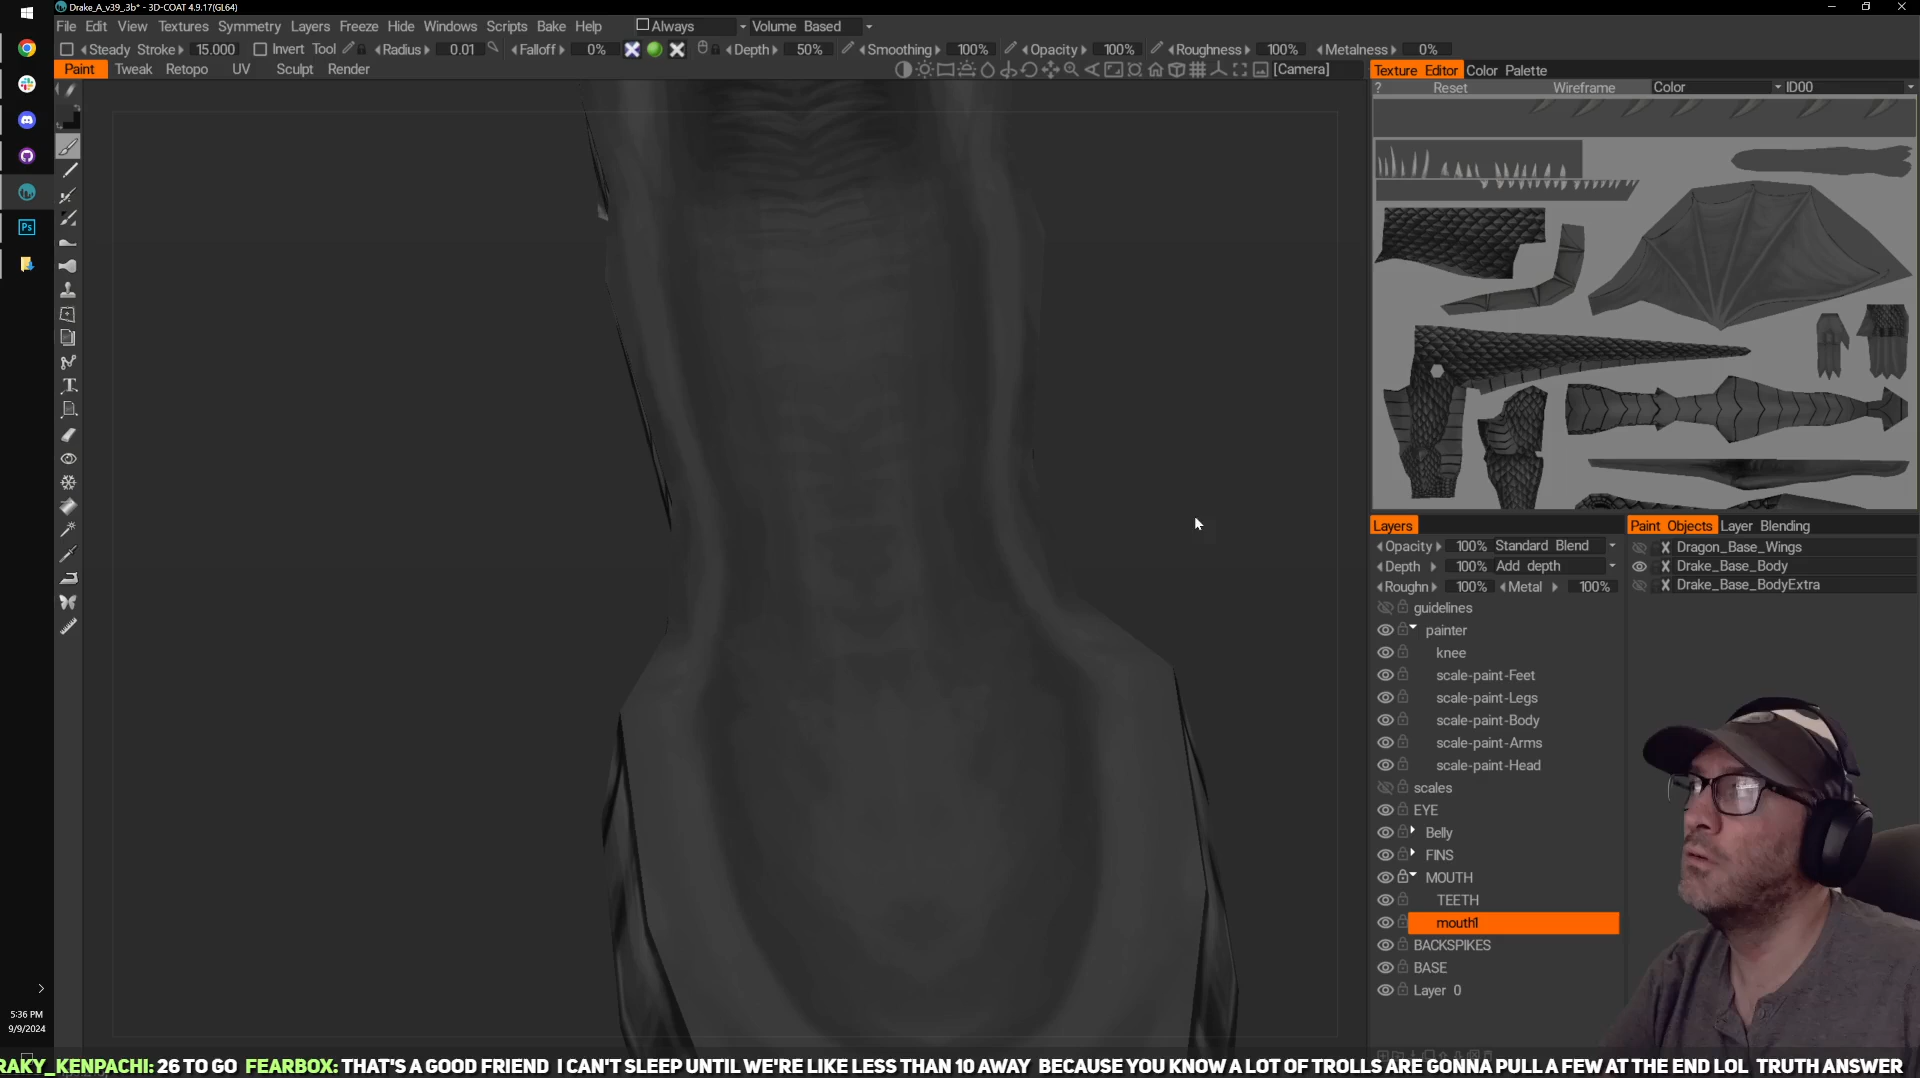 Drake_A_v39_.3b* - 3D-COAT 4.9.17(GL64)
File Edit View Textures Symmetry Layers Freeze Hide Windows Scripts Bake Help Always Volume Based
Steady Stroke 15.000 Invert Tool Radius 0.01 Falloff 0% Depth 50% Smoothing 100% Opacity 100% Roughness 100% Metalness 0%
Paint Tweak Retopo UV Sculpt Render [Camera]
Texture Editor Color Palette
? Reset Wireframe Color ID00
Layers Paint Objects Layer Blending
Opacity 100% Standard Blend
Depth 100% Add depth
Roughn 100% Metal 100%
Dragon_Base_Wings
Drake_Base_Body
Drake_Base_BodyExtra
guidelines
painter
knee
scale-paint-Feet
scale-paint-Legs
scale-paint-Body
scale-paint-Arms
scale-paint-Head
scales
EYE
Belly
FINS
MOUTH
TEETH
mouth1
BACKSPIKES
BASE
Layer 0
Ps
5:36 PM
9/9/2024
RAKY_KENPACHI: 26 TO GO FEARBOX: THAT'S A GOOD FRIEND I CAN'T SLEEP UNTIL WE'RE LIKE LESS THAN 10 AWAY BECAUSE YOU KNOW A LOT OF TROLLS ARE GONNA PULL A FEW AT THE END LOL TRUTH ANSWER